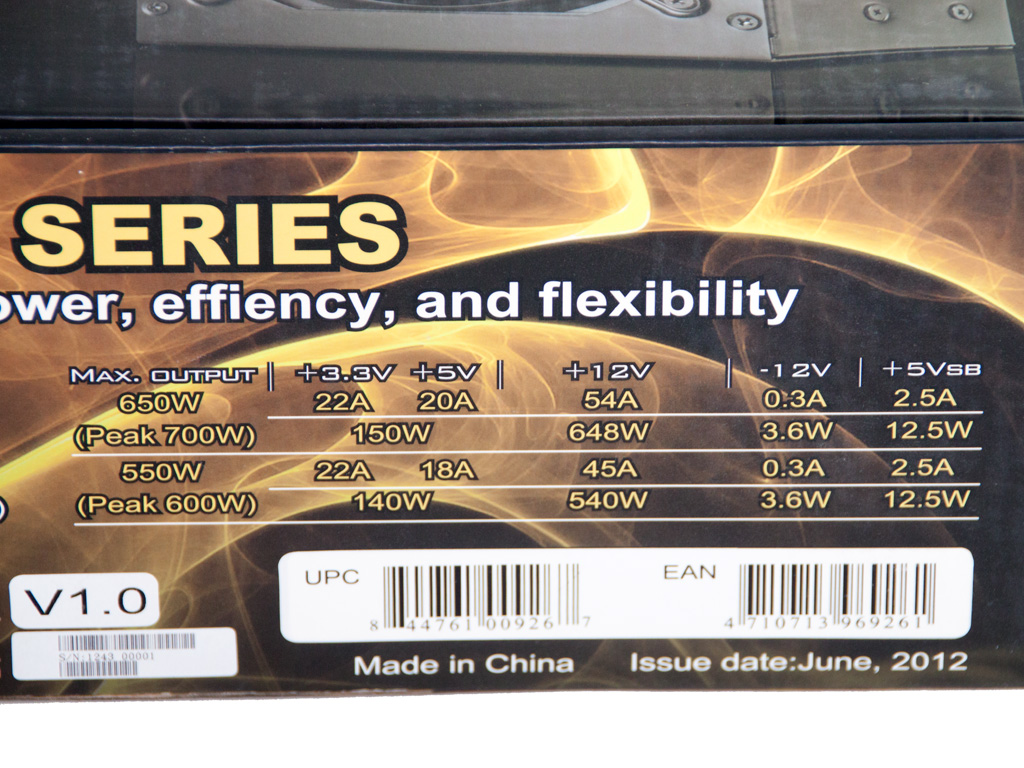 SERIES
ower, effiency, and flexibility
MAX. OUTPUT | +3.3V +5V | +12V | -12V | +5VSB
650W 22A 20A 54A 0.3A 2.5A
(Peak 700W) 150W 648W 3.6W 12.5W
550W 22A 18A 45A 0.3A 2.5A
(Peak 600W) 140W 540W 3.6W 12.5W
V1.0
UPC
8 44761 00926 7
EAN
4 710713 969261
S/N:1243 00001
Made in China
Issue date:June, 2012